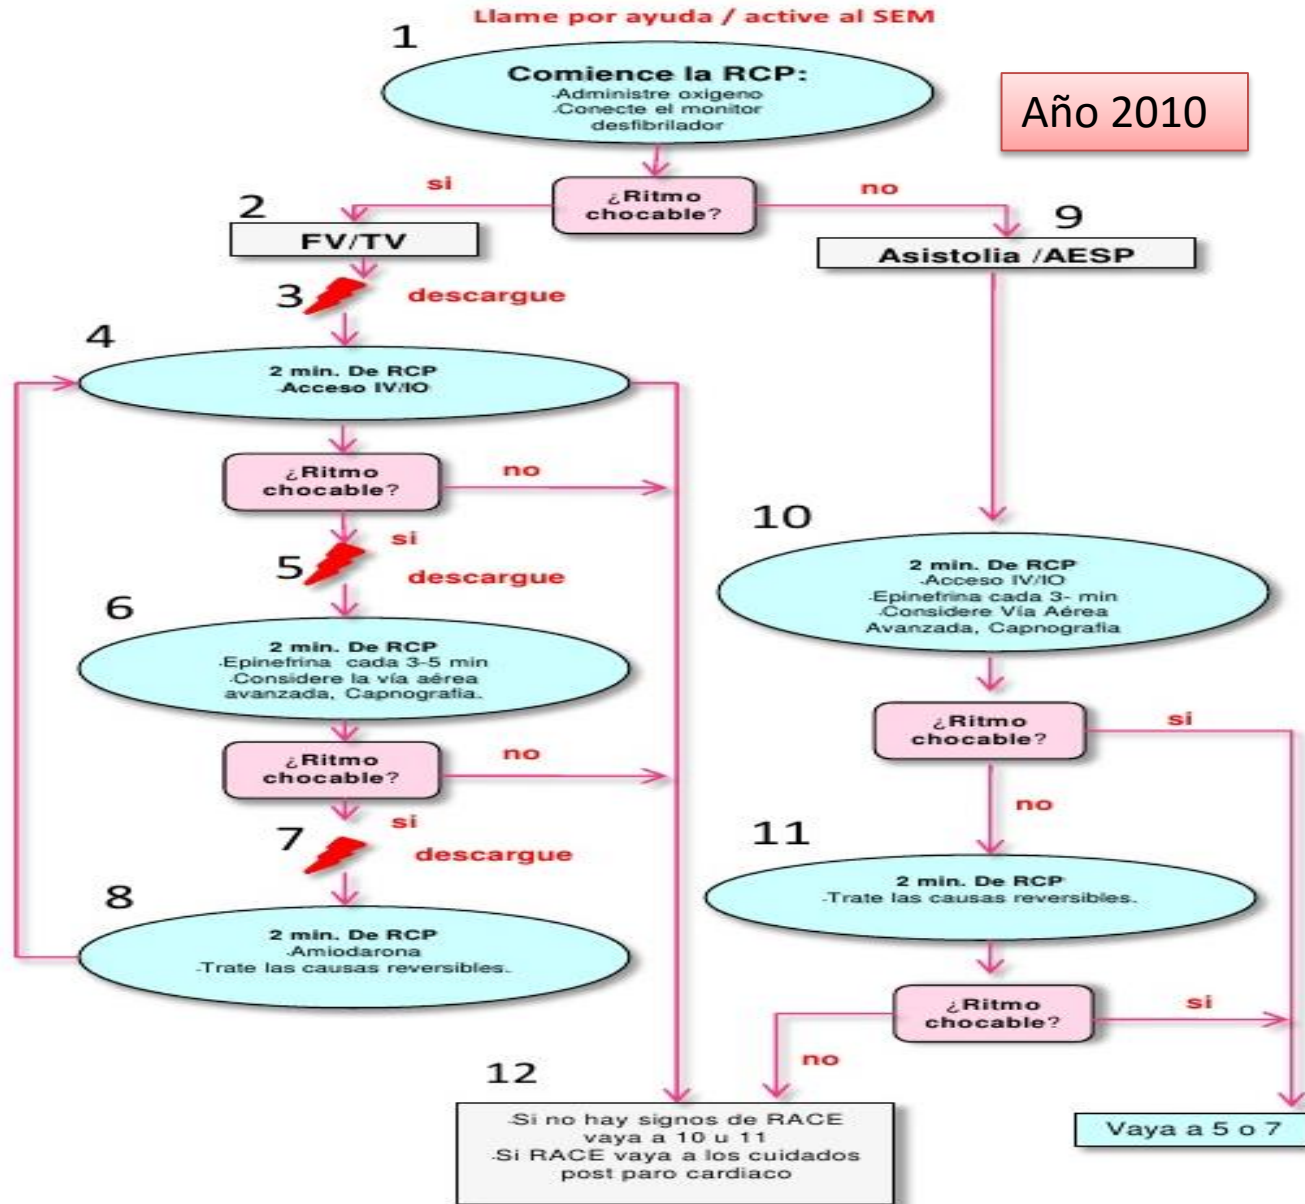 Llame por ayuda / active al SEM
1
Comience la RCP:
-Administre oxigeno
-Conecte el monitor
desfibrilador
Año 2010
¿Ritmo
chocable?
si
no
2
FV/TV
9
Asistolia /AESP
3
descargue
4
2 min. De RCP
-Acceso IV/IO
¿Ritmo
chocable?
no
si
5
descargue
6
2 min. De RCP
-Epinefrina cada 3-5 min
-Considere la vía aérea
avanzada, Capnografia.
¿Ritmo
chocable?
no
si
7
descargue
8
2 min. De RCP
-Amiodarona
-Trate las causas reversibles.
10
2 min. De RCP
-Acceso IV/IO
-Epinefrina cada 3- min
-Considere Vía Aérea
Avanzada, Capnografia
¿Ritmo
chocable?
si
no
11
2 min. De RCP
-Trate las causas reversibles.
¿Ritmo
chocable?
si
no
12
-Si no hay signos de RACE
vaya a 10 u 11
-Si RACE vaya a los cuidados
post paro cardiaco
Vaya a 5 o 7